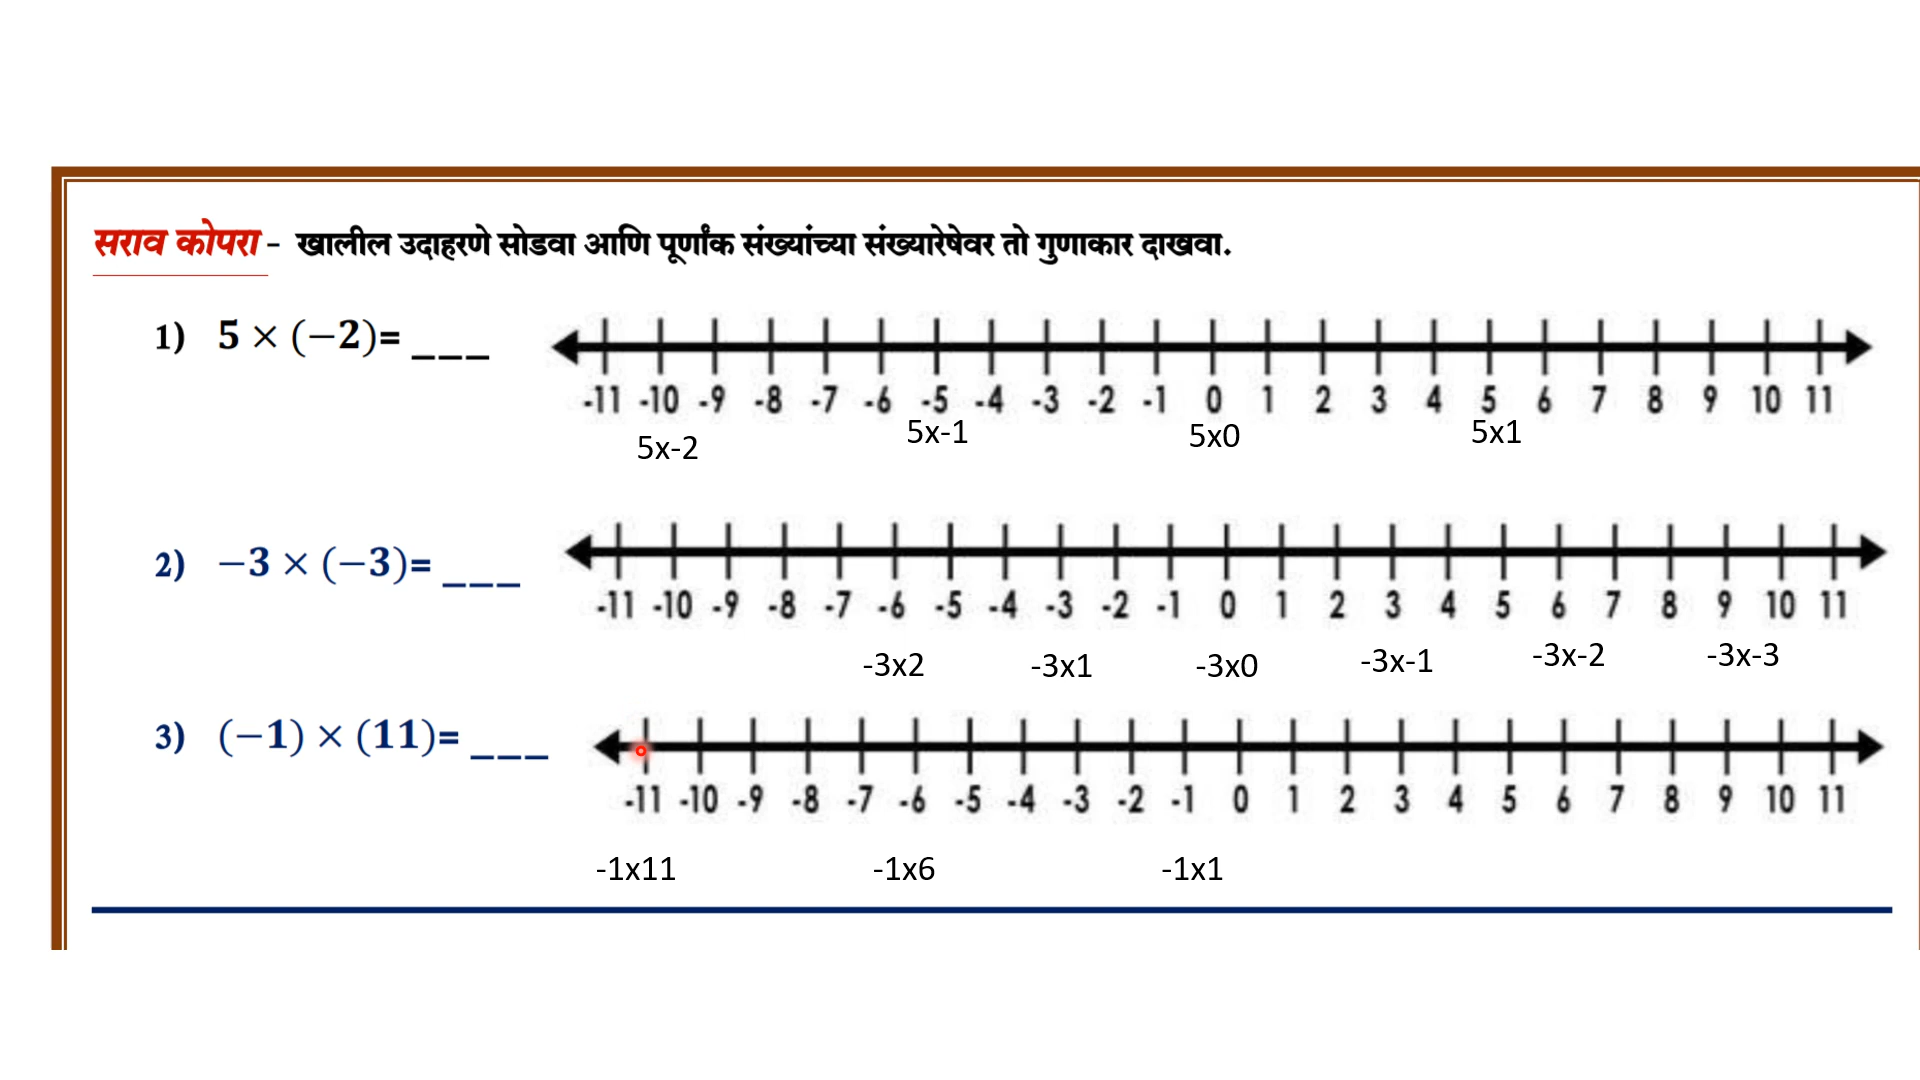 सराव कोपरा - खालील उदाहरणे सोडवा आणि पूर्णांक संख्यांच्या संख्यारेषेवर तो गुणाकार दाखवा.
1) 5 × (−2)= _ _ _
-11 -10 -9 -8 -7 -6 -5 -4 -3 -2 -1 0 1 2 3 4 5 6 7 8 9 10 11
5x-2 5x-1 5x0 5x1
2) −3 × (−3)= _ _ _
-11 -10 -9 -8 -7 -6 -5 -4 -3 -2 -1 0 1 2 3 4 5 6 7 8 9 10 11
-3x2 -3x1 -3x0 -3x-1 -3x-2 -3x-3
3) (−1) × (11)= _ _ _
-11 -10 -9 -8 -7 -6 -5 -4 -3 -2 -1 0 1 2 3 4 5 6 7 8 9 10 11
-1x11 -1x6 -1x1